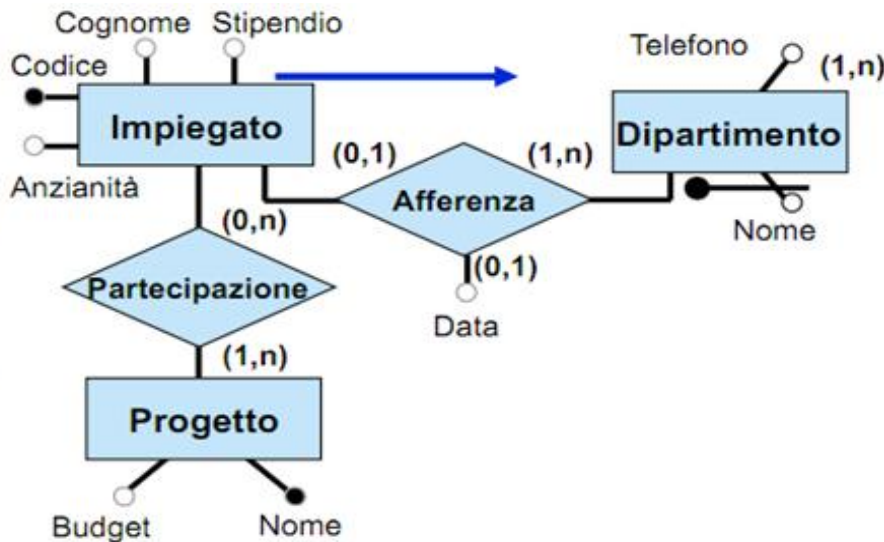 Cognome
Stipendio
Codice
Telefono
(1,n)
Impiegato
Dipartimento
(0,1)
(1,n)
Anzianità
Afferenza
(0,n)
Nome
(0,1)
Partecipazione
Data
(1,n)
Progetto
Budget
Nome